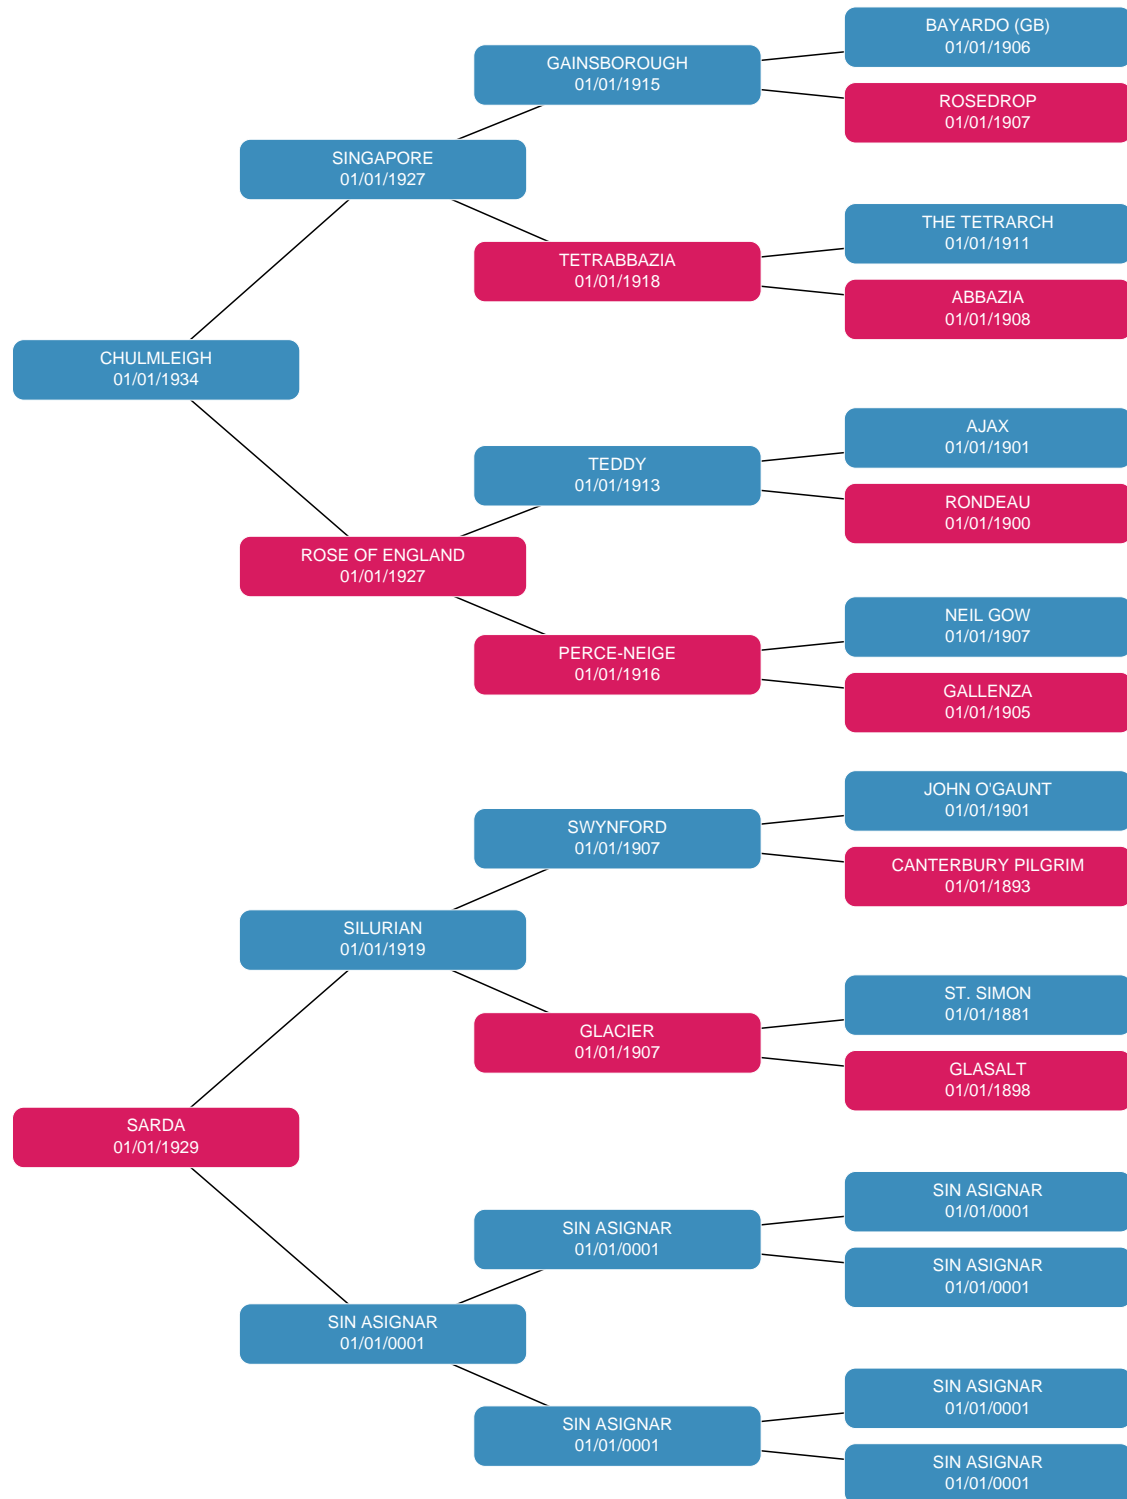 BAYARDO (GB)
01/01/1906
GAINSBOROUGH
01/01/1915
ROSEDROP
01/01/1907
SINGAPORE
01/01/1927
THE TETRARCH
01/01/1911
TETRABBAZIA
01/01/1918
ABBAZIA
01/01/1908
CHULMLEIGH
01/01/1934
AJAX
01/01/1901
TEDDY
01/01/1913
RONDEAU
01/01/1900
ROSE OF ENGLAND
01/01/1927
NEIL GOW
01/01/1907
PERCE-NEIGE
01/01/1916
GALLENZA
01/01/1905
JOHN O'GAUNT
01/01/1901
SWYNFORD
01/01/1907
CANTERBURY PILGRIM
01/01/1893
SILURIAN
01/01/1919
ST. SIMON
01/01/1881
GLACIER
01/01/1907
GLASALT
01/01/1898
SARDA
01/01/1929
SIN ASIGNAR
01/01/0001
SIN ASIGNAR
01/01/0001
SIN ASIGNAR
01/01/0001
SIN ASIGNAR
01/01/0001
SIN ASIGNAR
01/01/0001
SIN ASIGNAR
01/01/0001
SIN ASIGNAR
01/01/0001